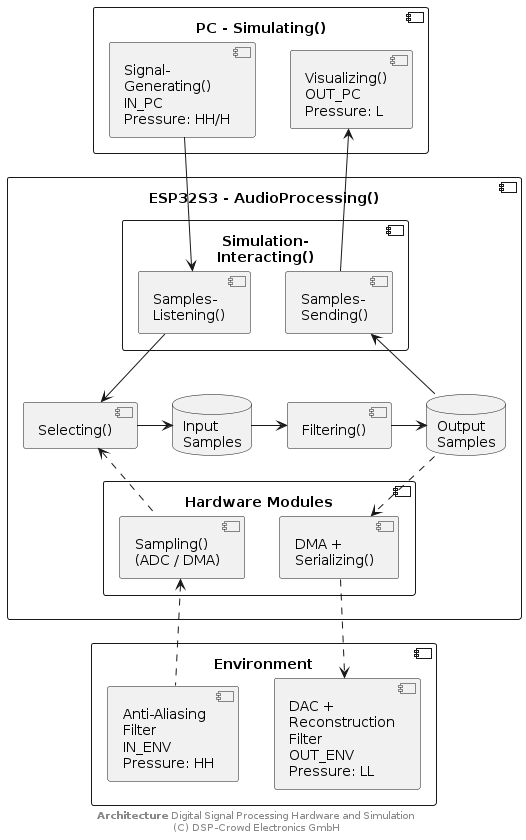 PC - Simulating()
Signal-
Generating()
IN_PC
Pressure: HH/H
Visualizing()
OUT_PC
Pressure: L
ESP32S3 - AudioProcessing()
Simulation-
Interacting()
Samples-
Listening()
Samples-
Sending()
Selecting()
Input
Samples
Filtering()
Output
Samples
Hardware Modules
Sampling()
(ADC / DMA)
DMA +
Serializing()
Environment
Anti-Aliasing
Filter
IN_ENV
Pressure: HH
DAC +
Reconstruction
Filter
OUT_ENV
Pressure: LL
Architecture Digital Signal Processing Hardware and Simulation
(C) DSP-Crowd Electronics GmbH